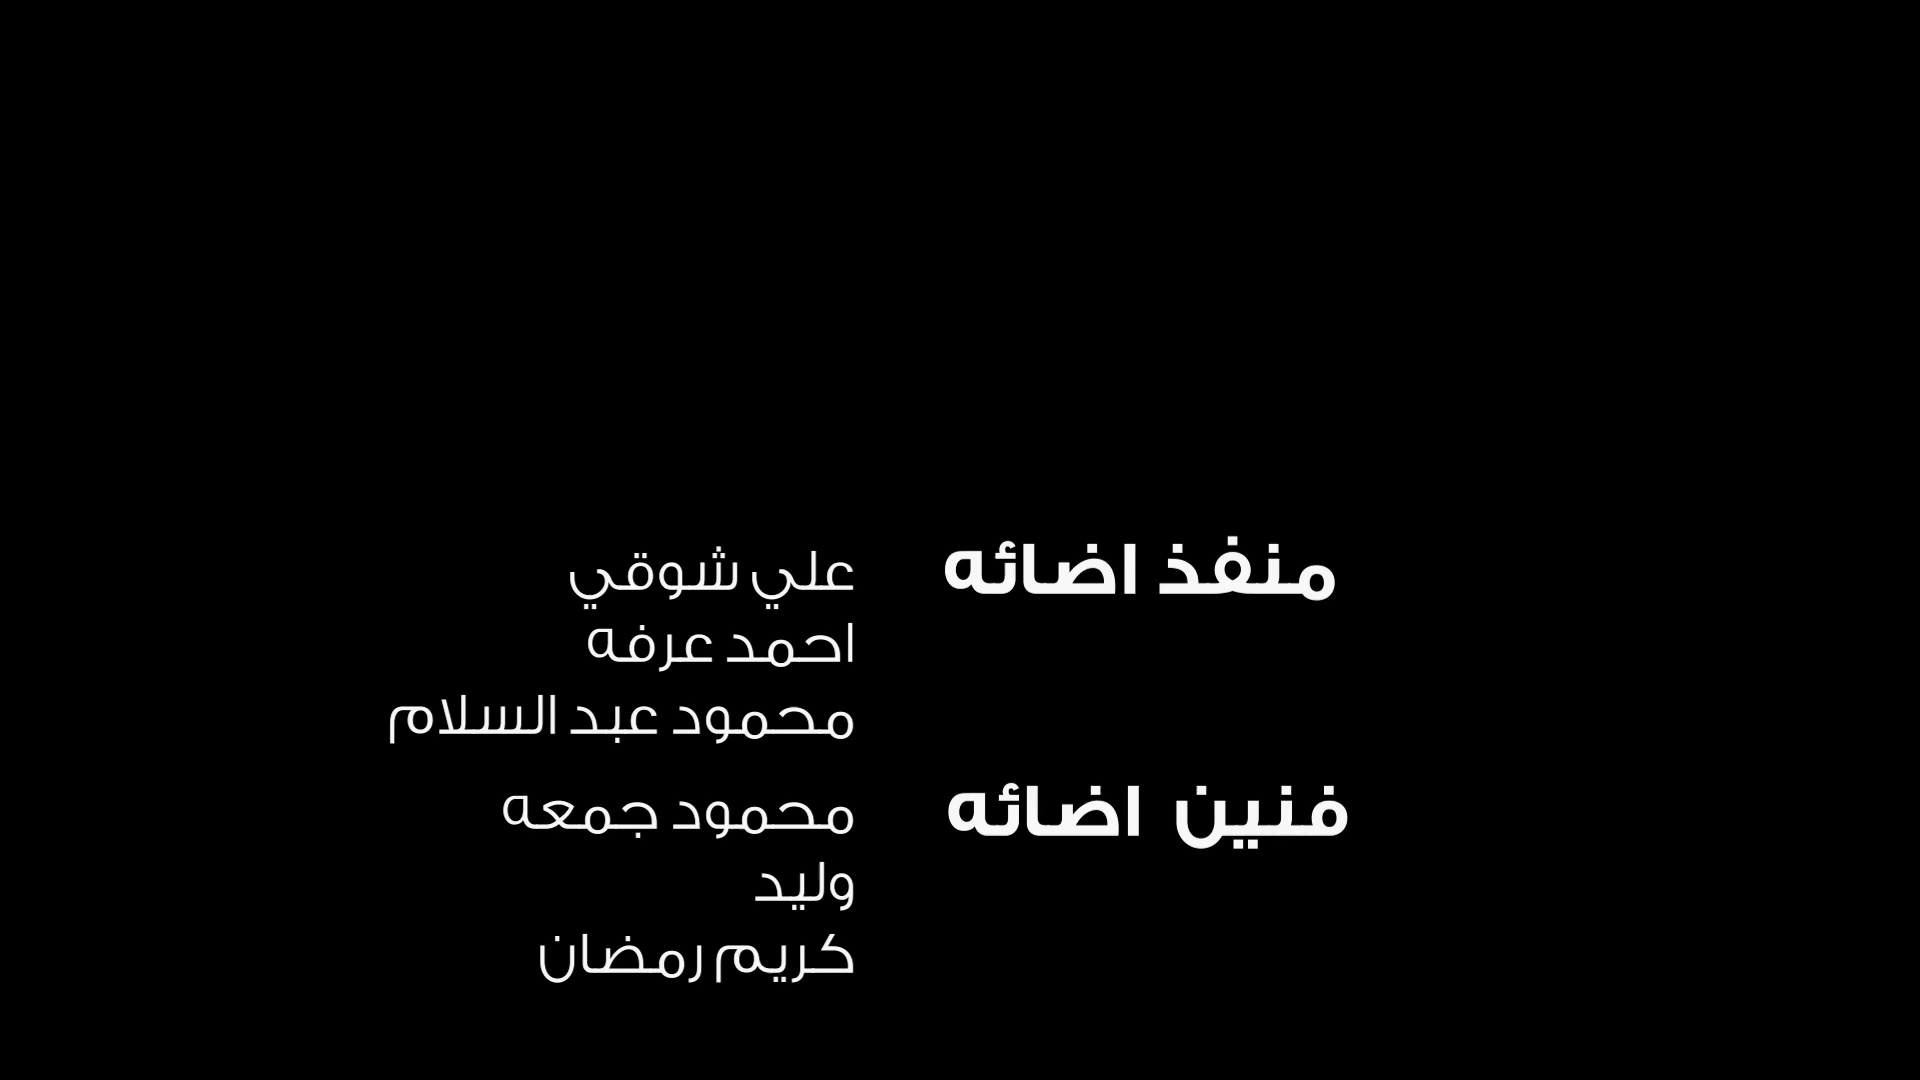 منفذ اضائه علي شوقي
احمد عرفه
محمود عبد السلام
فنين اضائه محمود جمعه
وليد
كريم رمضان